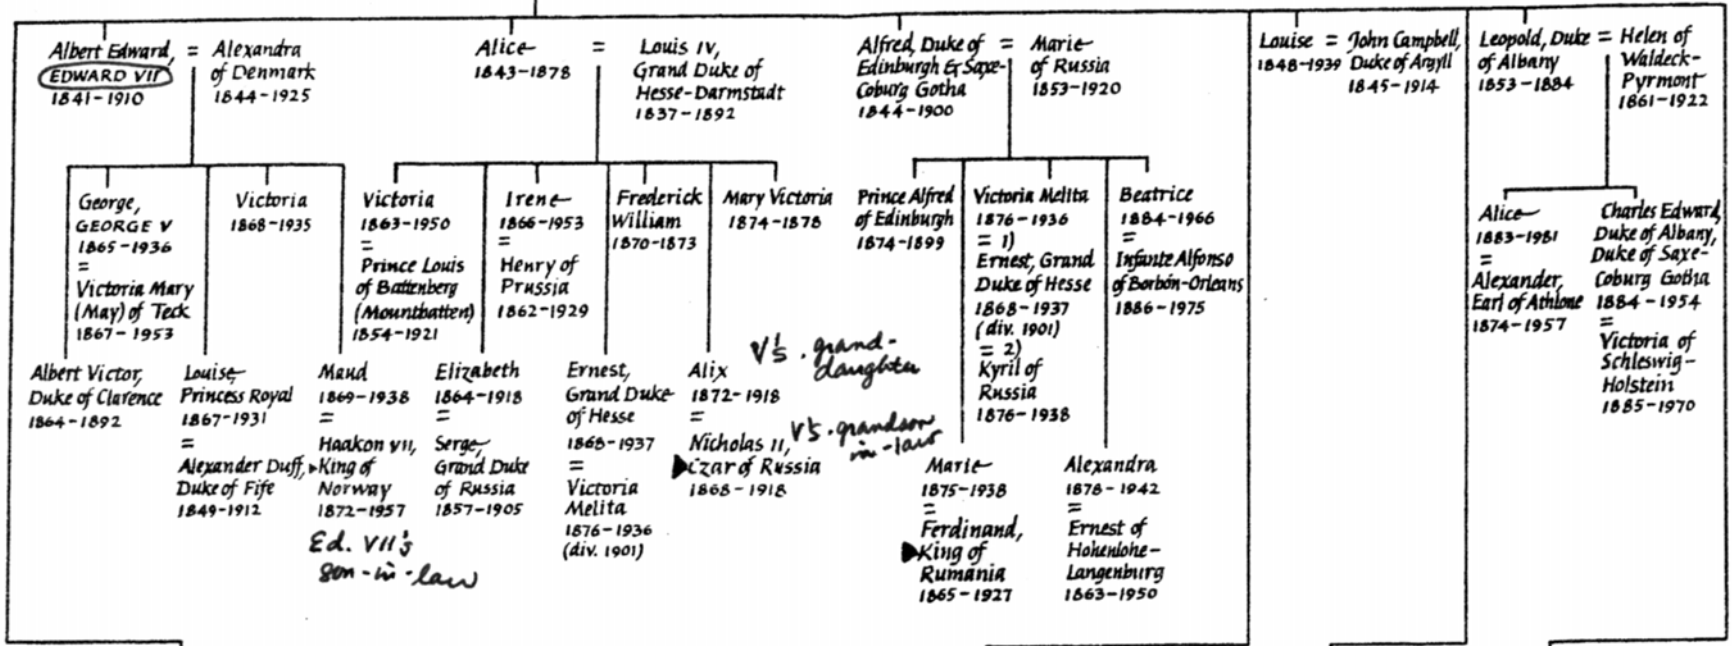 Albert Edward,
EDWARD VII
1841-1910
=
Alexandra
of Denmark
1844-1925
Alice
1843-1878
=
Louis IV,
Grand Duke of
Hesse-Darmstadt
1837-1892
Alfred, Duke of
Edinburgh & Saxe-
Coburg Gotha
1844-1900
=
Marie
of Russia
1853-1920
Louise
1848-1939
=
John Campbell,
Duke of Argyll
1845-1914
Leopold, Duke
of Albany
1853-1884
=
Helen of
Waldeck-
Pyrmont
1861-1922
George,
GEORGE V
1865-1936
=
Victoria Mary
(May) of Teck
1867-1953
Victoria
1868-1935
Victoria
1863-1950
=
Prince Louis
of Battenberg
(Mountbatten)
1854-1921
Irene
1866-1953
=
Henry of
Prussia
1862-1929
Frederick
William
1870-1873
Mary Victoria
1874-1878
Prince Alfred
of Edinburgh
1874-1899
Victoria Melita
1876-1936
= 1)
Ernest, Grand
Duke of Hesse
1868-1937
(div. 1901)
= 2)
Kyril of
Russia
1876-1938
Beatrice
1884-1966
=
Infante Alfonso
of Borbón-Orleans
1886-1975
Alice
1883-1981
=
Alexander,
Earl of Athlone
1874-1957
Charles Edward,
Duke of Albany,
Duke of Saxe-
Coburg Gotha
1884-1954
=
Victoria of
Schleswig-
Holstein
1885-1970
Albert Victor,
Duke of Clarence
1864-1892
Louise,
Princess Royal
1867-1931
=
Alexander Duff,
Duke of Fife
1849-1912
Maud
1869-1938
=
Haakon VII,
King of
Norway
1872-1957
Ed. VII's
son-in-law
Elizabeth
1864-1918
=
Serge,
Grand Duke
of Russia
1857-1905
Ernest,
Grand Duke
of Hesse
1868-1937
=
Victoria
Melita
1876-1936
(div. 1901)
Alix
1872-1918
=
Nicholas II,
Czar of Russia
1868-1918
V's. grand-
daughter
V's. grandson
in-law
Marie
1875-1938
=
Ferdinand,
King of
Rumania
1865-1927
Alexandra
1878-1942
=
Ernest of
Hohenlohe-
Langenburg
1863-1950